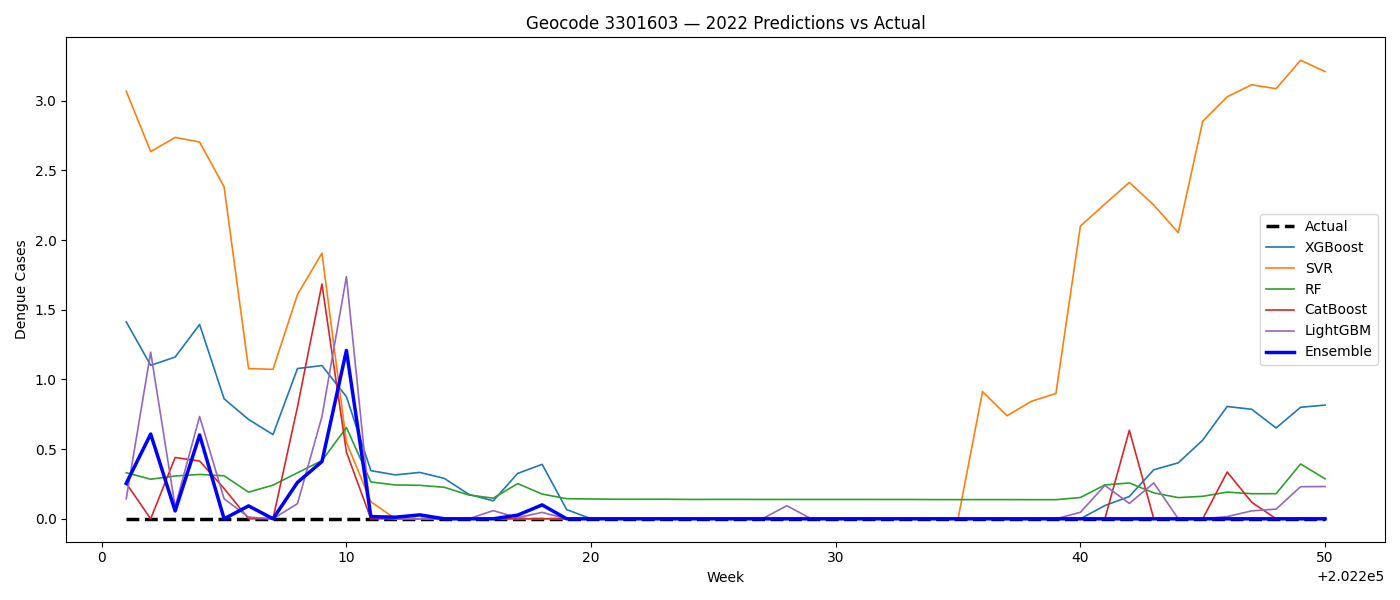 Geocode 3301603 — 2022 Predictions vs Actual
Dengue Cases
3.0
2.5
2.0
1.5
1.0
0.5
0.0
Actual
XGBoost
SVR
RF
CatBoost
LightGBM
Ensemble
0 10 20 30 40 50
Week
+2.022e5